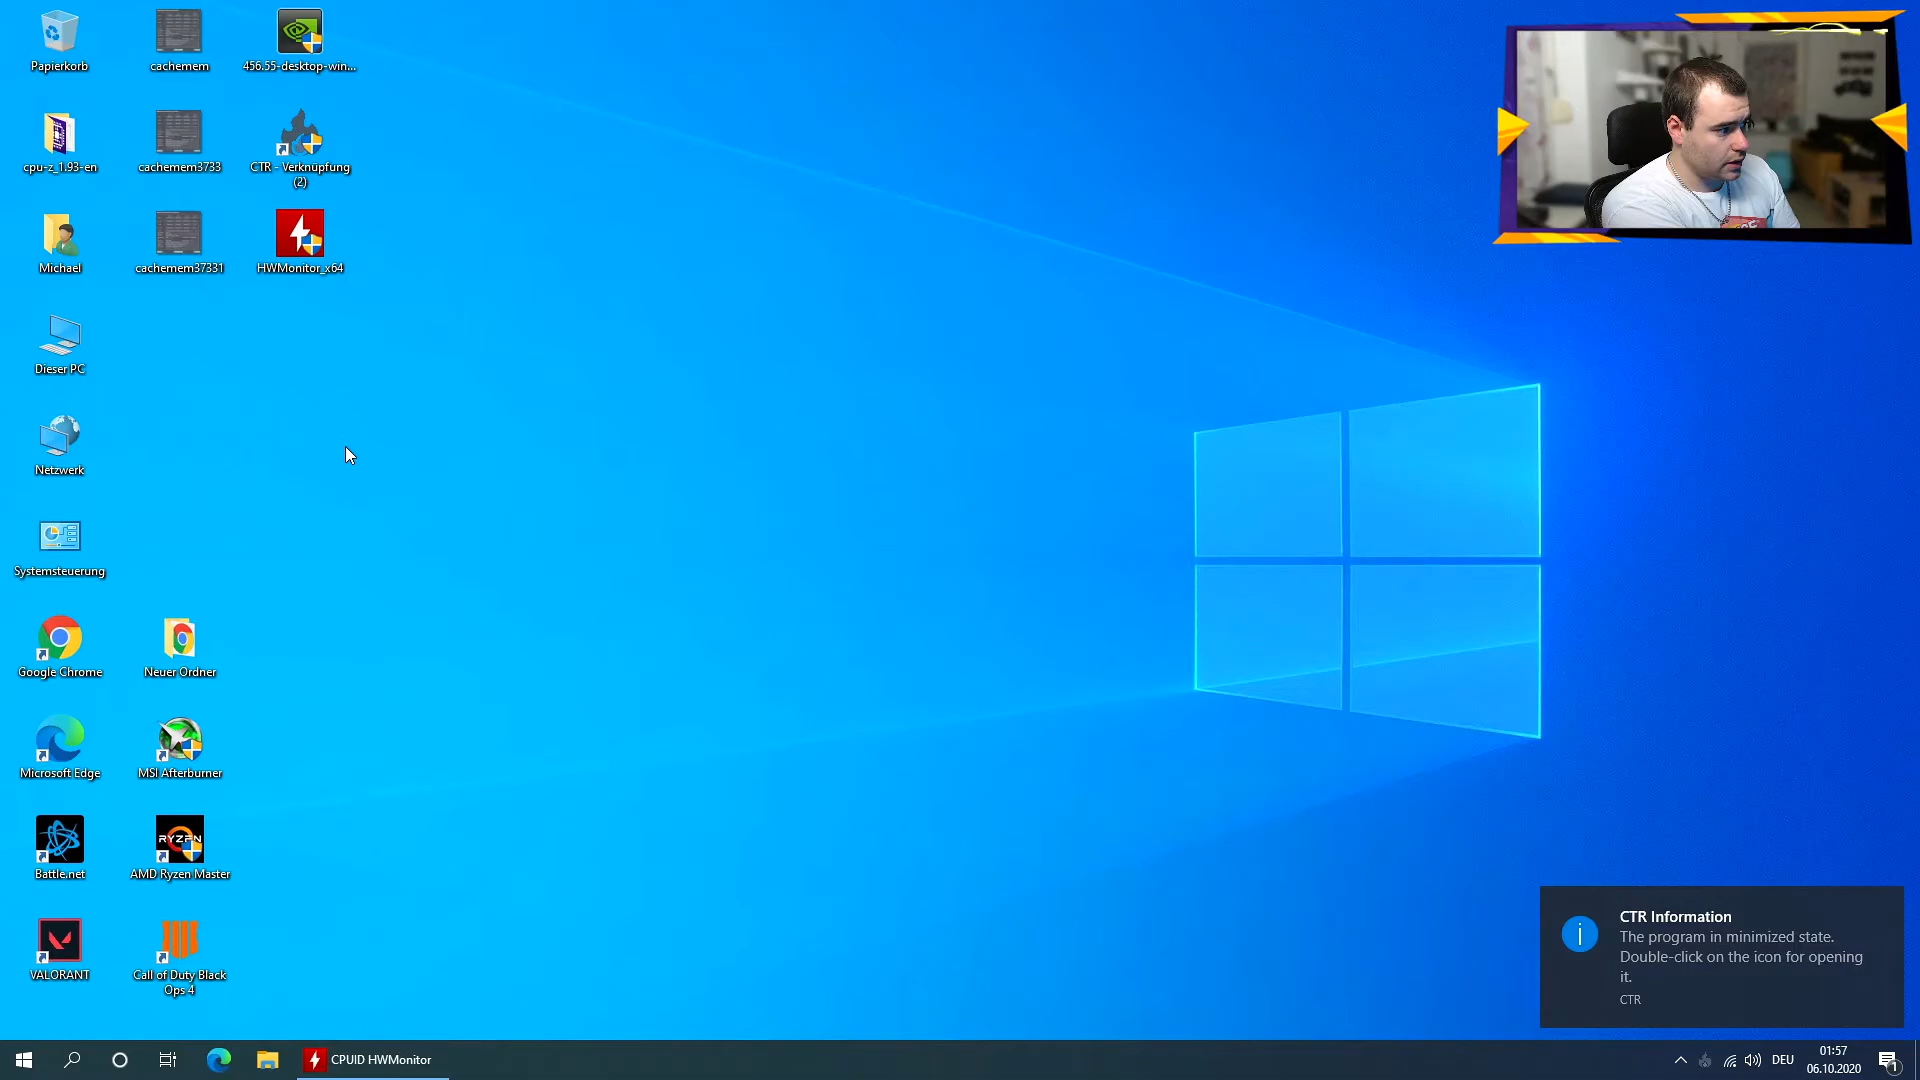 Papierkorb
cachemem
456.55-desktop-win...
cpu-z_1.93-en
cachemem3733
CTR - Verknüpfung
(2)
Michael
cachemem37331
HWMonitor_x64
Dieser PC
Netzwerk
Systemsteuerung
Google Chrome
Neuer Ordner
Microsoft Edge
MSI Afterburner
Battle.net
RYZEN
AMD Ryzen Master
VALORANT
Call of Duty Black
Ops 4
CTR Information
The program in minimized state.
Double-click on the icon for opening
it.
CTR
CPUID HWMonitor
DEU
01:57
06.10.2020
1